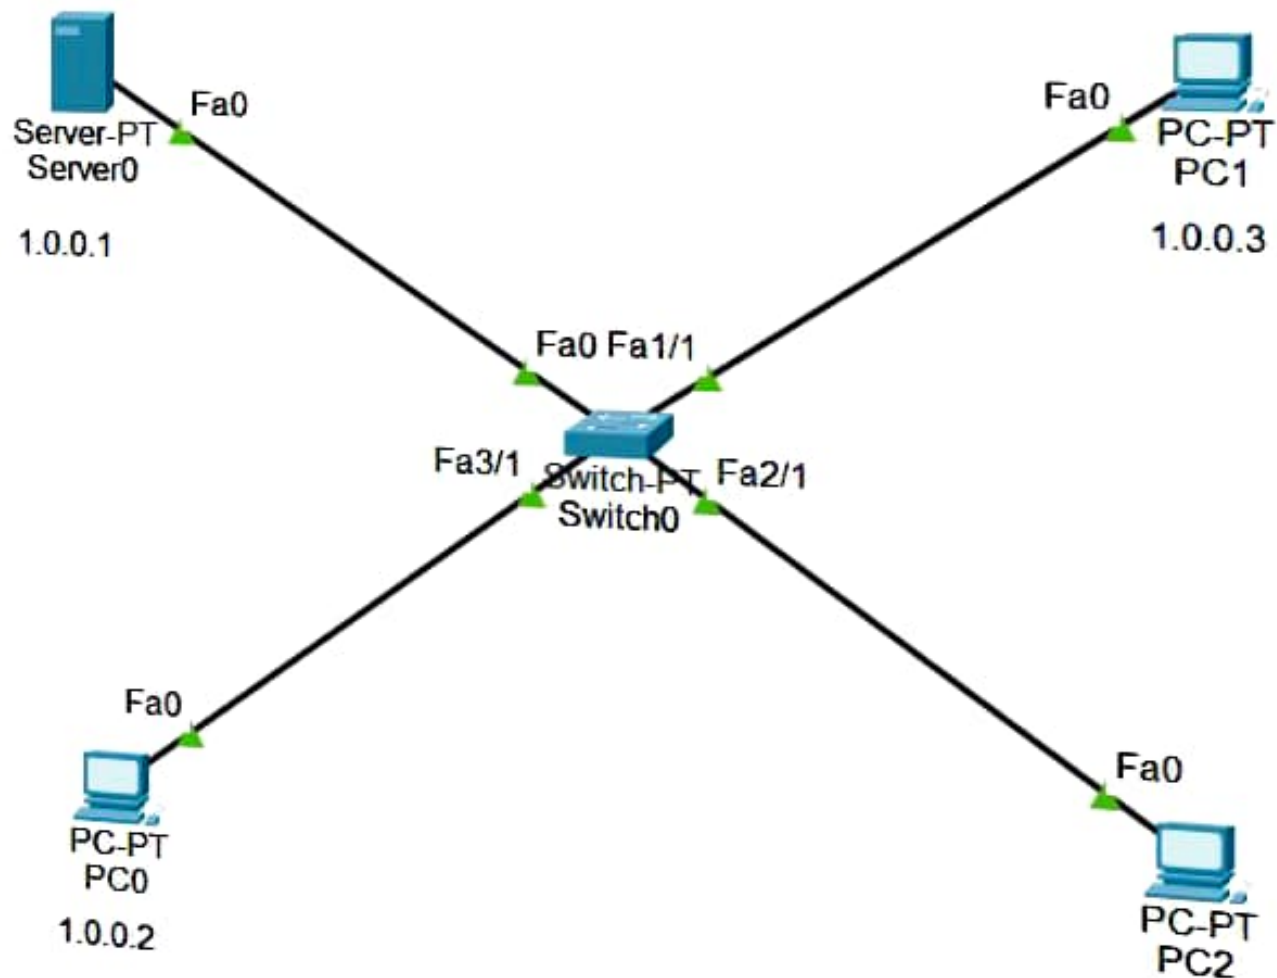 Fa0
Server-PT
Server0
1.0.0.1
Fa0
PC-PT
PC1
1.0.0.3
Fa0 Fa1/1
Fa3/1
Switch-PT
Fa2/1
Switch0
Fa0
PC-PT
PC0
1.0.0.2
Fa0
PC-PT
PC2